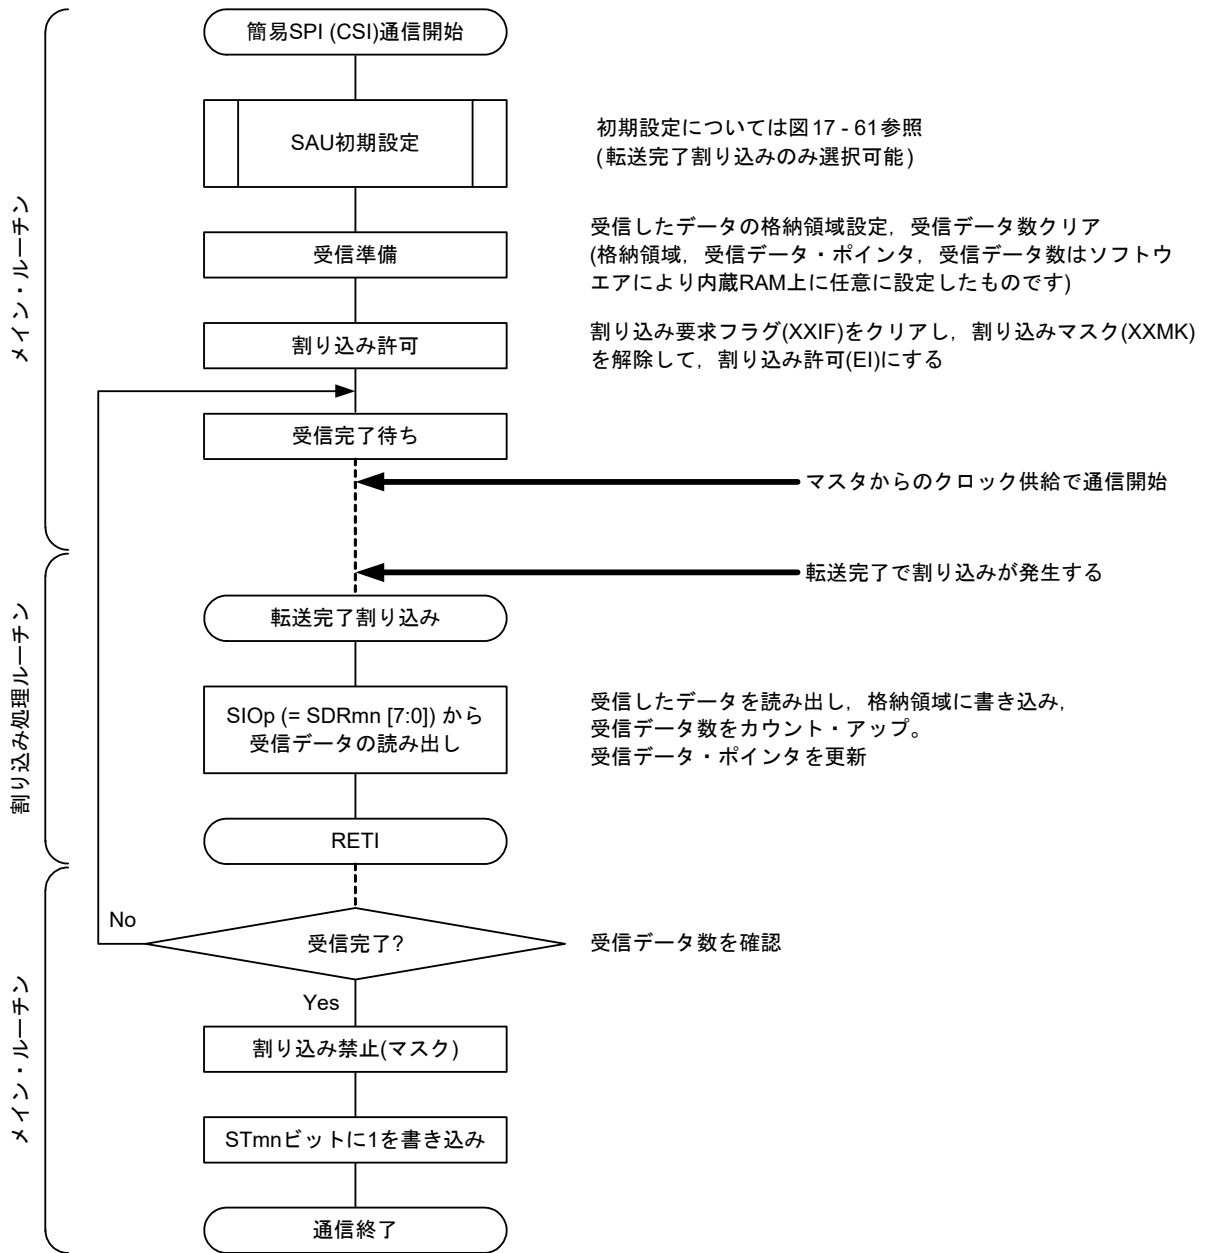 簡易SPI (CSI)通信開始
SAU初期設定
初期設定については図17 - 61参照
(転送完了割り込みのみ選択可能)
メイン・ルーチン
受信準備
受信したデータの格納領域設定，受信データ数クリア
(格納領域，受信データ・ポインタ，受信データ数はソフトウ
エアにより内蔵RAM上に任意に設定したものです)
割り込み許可
割り込み要求フラグ(XXIF)をクリアし，割り込みマスク(XXMK)
を解除して，割り込み許可(EI)にする
受信完了待ち
マスタからのクロック供給で通信開始
転送完了で割り込みが発生する
転送完了割り込み
割り込み処理ルーチン
SIOp (= SDRmn [7:0]) から
受信データの読み出し
受信したデータを読み出し，格納領域に書き込み，
受信データ数をカウント・アップ。
受信データ・ポインタを更新
RETI
No
受信完了?
受信データ数を確認
Yes
メイン・ルーチン
割り込み禁止(マスク)
STmnビットに1を書き込み
通信終了